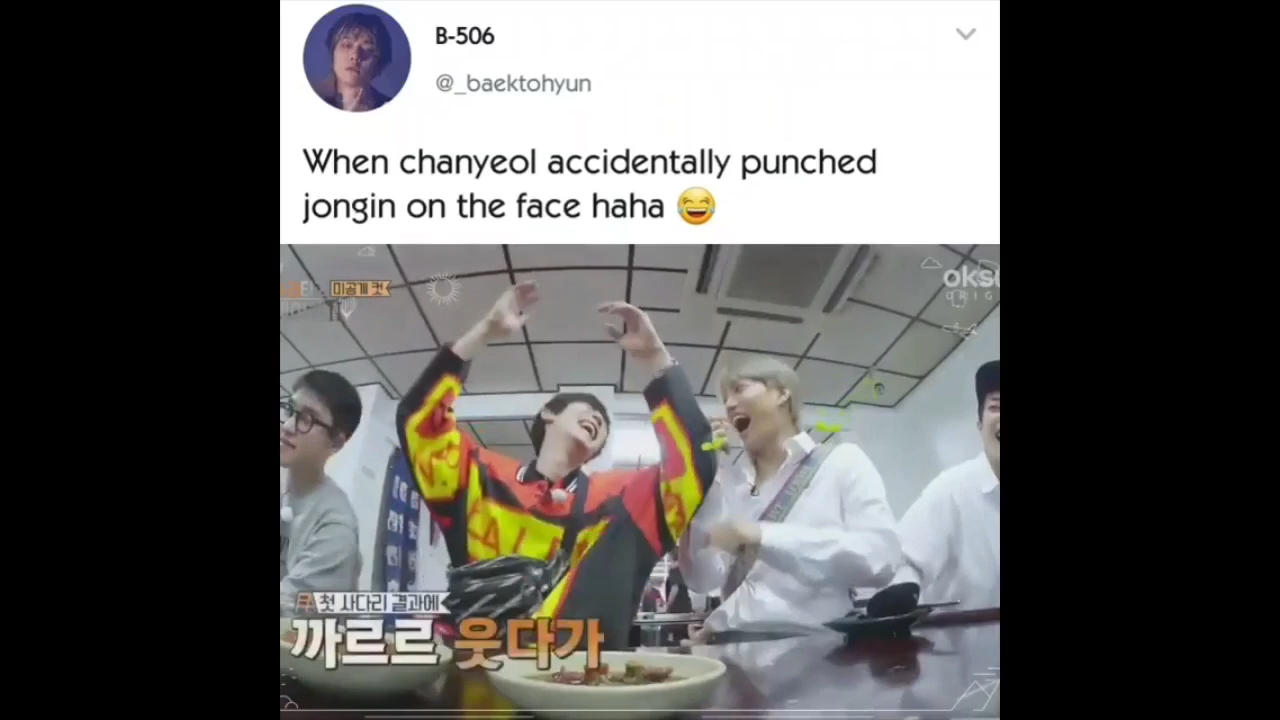 B-506
@_baektohyun
When chanyeol accidentally punched
jongin on the face haha 😂
미공개 컷
첫 사다리 결과에
까르르 웃다가